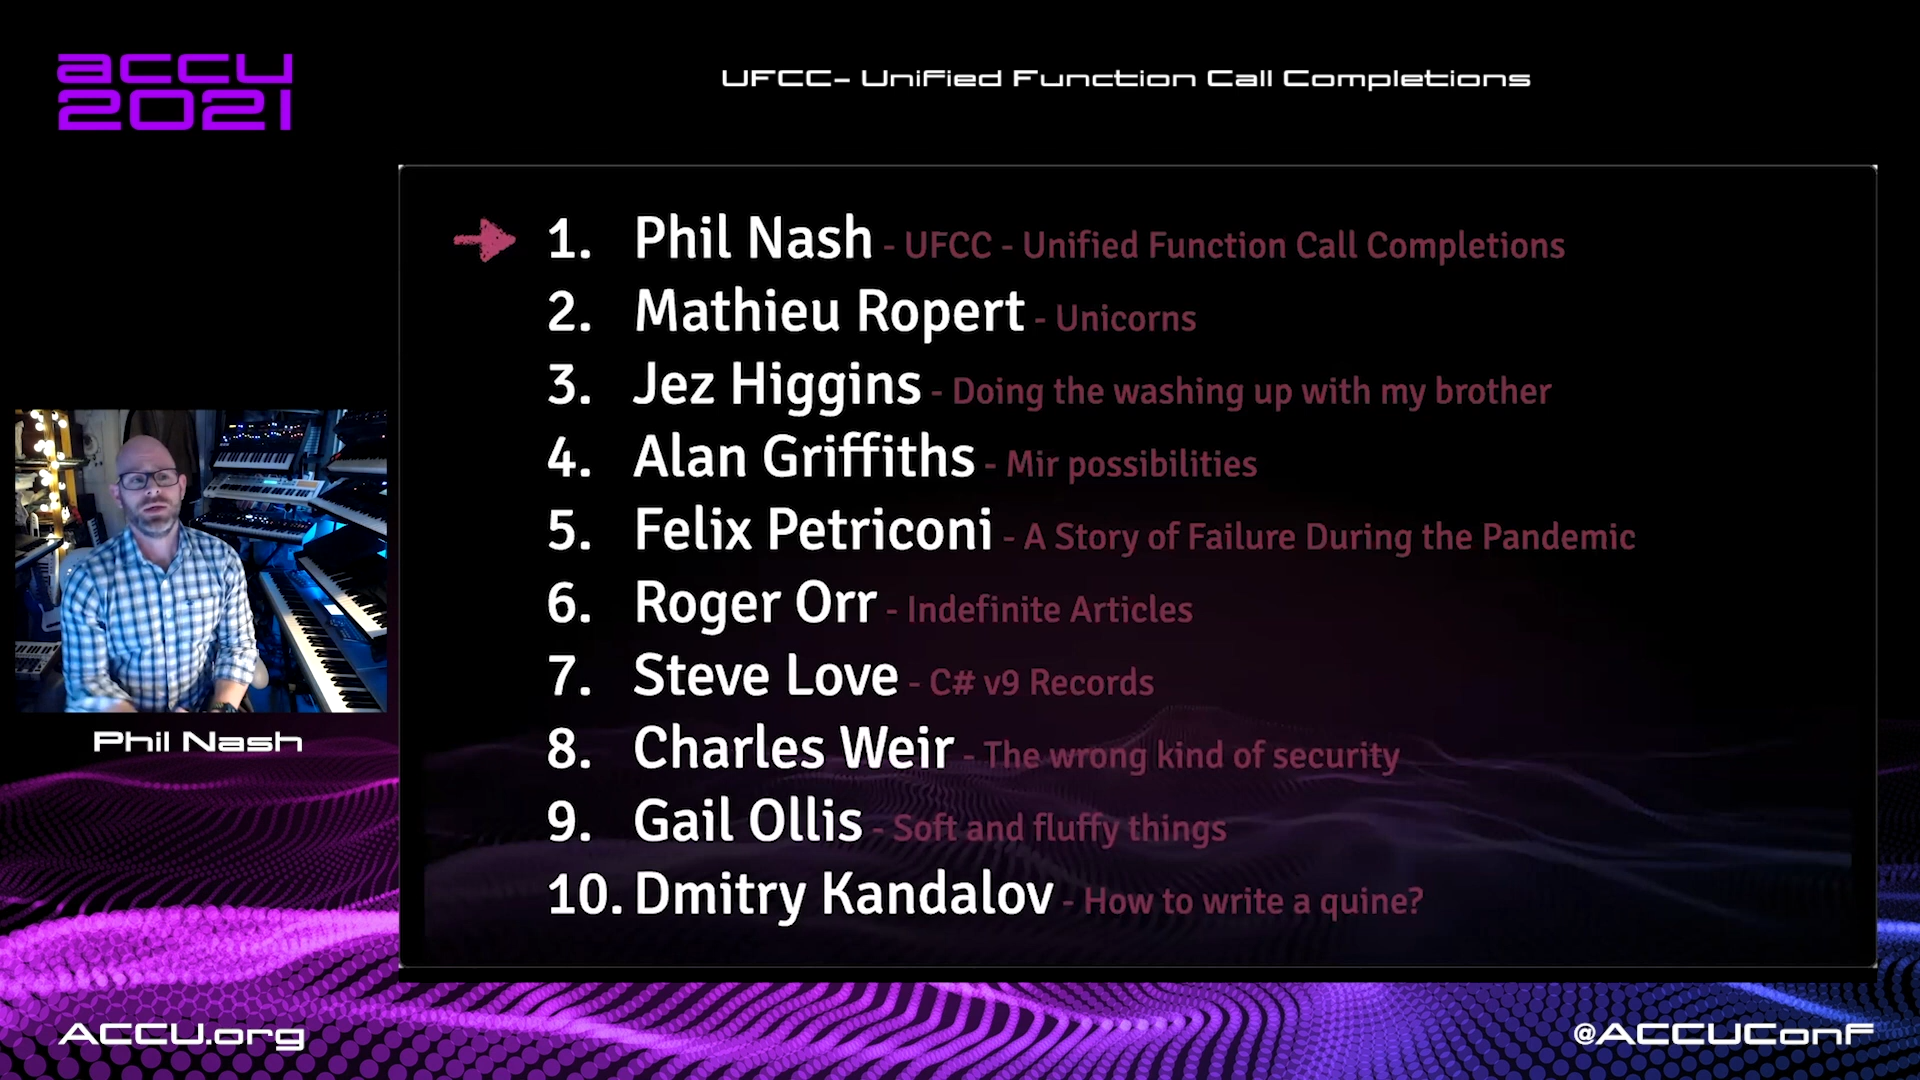 accu
2021
UFCC- Unified Function Call Completions
1. Phil Nash - UFCC - Unified Function Call Completions
2. Mathieu Ropert - Unicorns
3. Jez Higgins - Doing the washing up with my brother
4. Alan Griffiths - Mir possibilities
5. Felix Petriconi - A Story of Failure During the Pandemic
6. Roger Orr - Indefinite Articles
7. Steve Love - C# v9 Records
8. Charles Weir - The wrong kind of security
9. Gail Ollis - Soft and fluffy things
10. Dmitry Kandalov - How to write a quine?
Phil Nash
ACCU.org
@ACCUConf